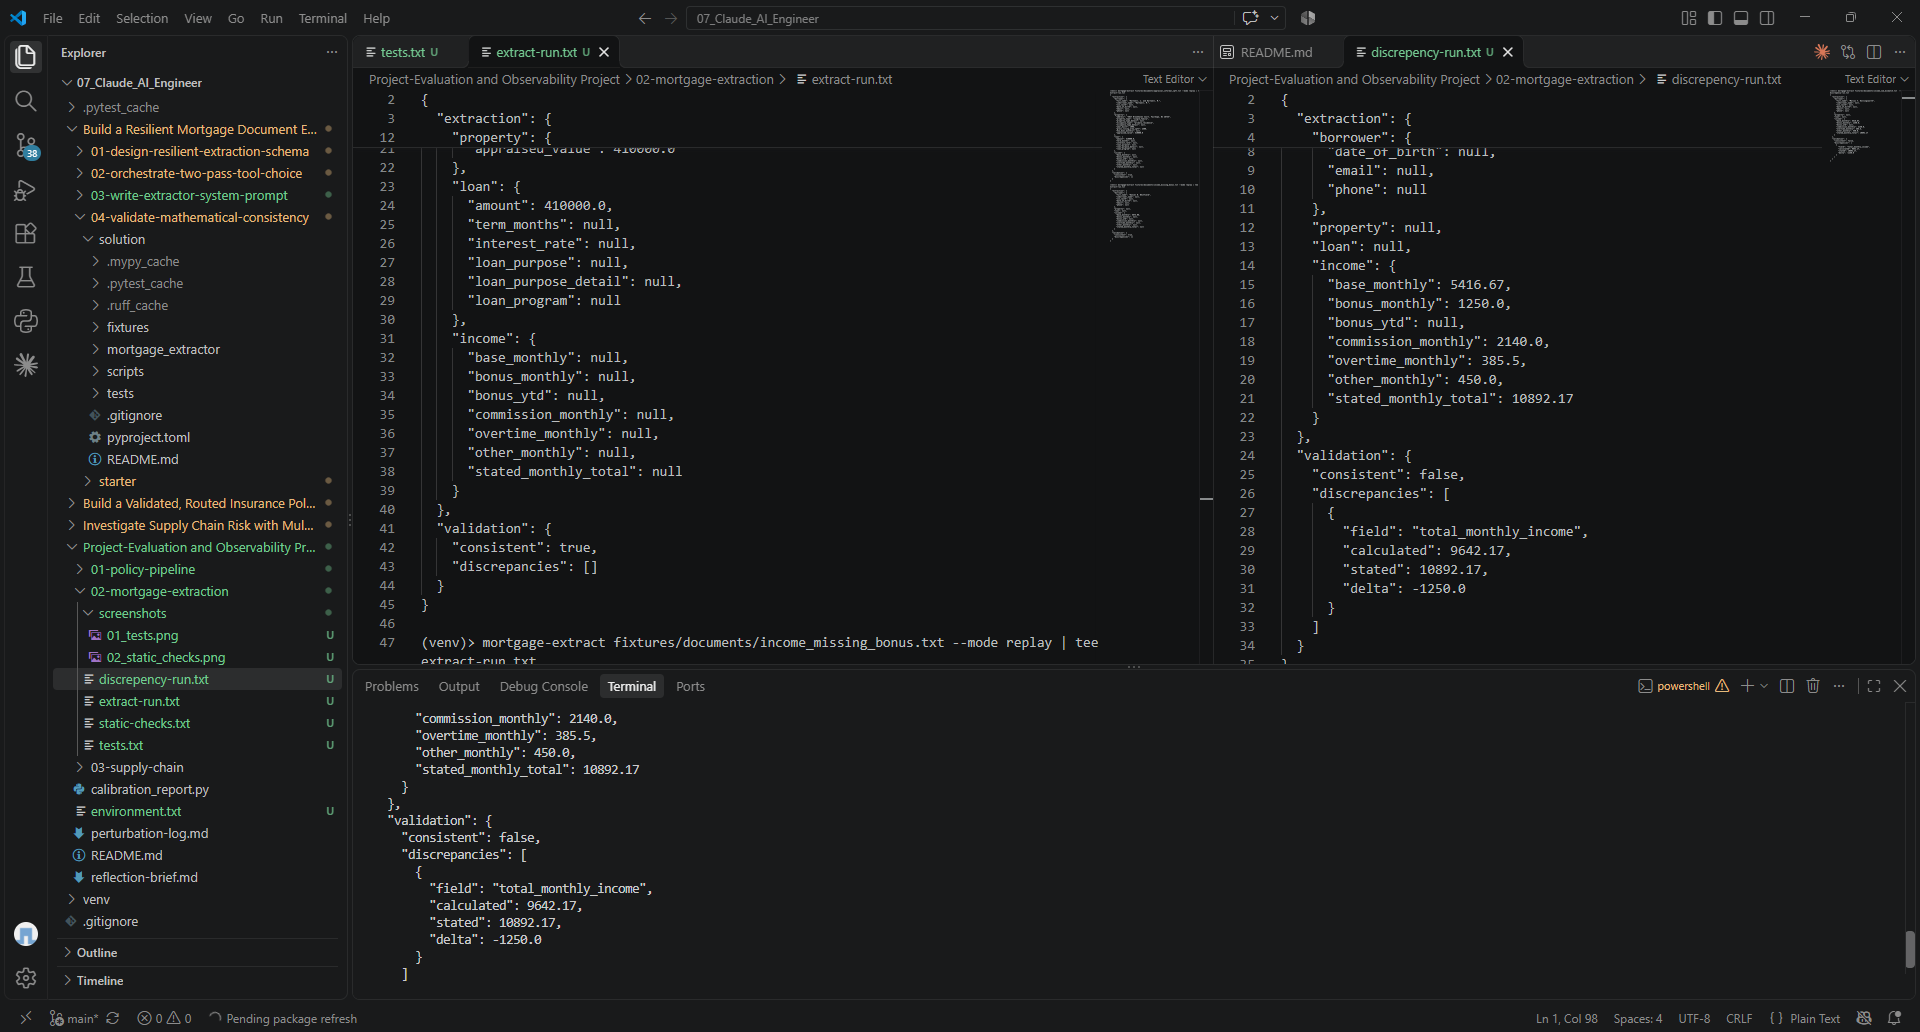 File Edit Selection View Go Run Terminal Help
07_Claude_AI_Engineer
Explorer
07_Claude_AI_Engineer
.pytest_cache
Build a Resilient Mortgage Document E...
01-design-resilient-extraction-schema
02-orchestrate-two-pass-tool-choice
03-write-extractor-system-prompt
04-validate-mathematical-consistency
solution
.mypy_cache
.pytest_cache
.ruff_cache
fixtures
mortgage_extractor
scripts
tests
.gitignore
pyproject.toml
README.md
starter
Build a Validated, Routed Insurance Pol...
Investigate Supply Chain Risk with Mul...
Project-Evaluation and Observability Pr...
01-policy-pipeline
02-mortgage-extraction
screenshots
01_tests.png U
02_static_checks.png U
discrepency-run.txt U
extract-run.txt U
static-checks.txt U
tests.txt U
03-supply-chain
calibration_report.py
environment.txt U
perturbation-log.md
README.md
reflection-brief.md
venv
.gitignore
Outline
Timeline
38
tests.txt U
extract-run.txt U
Project-Evaluation and Observability Project > 02-mortgage-extraction > extract-run.txt
Text Editor
2 {
3 "extraction": {
12 "property": {
21 "appraised_value": 410000.0
22 },
23 "loan": {
24 "amount": 410000.0,
25 "term_months": null,
26 "interest_rate": null,
27 "loan_purpose": null,
28 "loan_purpose_detail": null,
29 "loan_program": null
30 },
31 "income": {
32 "base_monthly": null,
33 "bonus_monthly": null,
34 "bonus_ytd": null,
35 "commission_monthly": null,
36 "overtime_monthly": null,
37 "other_monthly": null,
38 "stated_monthly_total": null
39 }
40 },
41 "validation": {
42 "consistent": true,
43 "discrepancies": []
44 }
45 }
46
47 (venv)> mortgage-extract fixtures/documents/income_missing_bonus.txt --mode replay | tee
extract-run.txt
README.md
discrepency-run.txt U
Project-Evaluation and Observability Project > 02-mortgage-extraction > discrepency-run.txt
Text Editor
2 {
3 "extraction": {
4 "borrower": {
8 "date_of_birth": null,
9 "email": null,
10 "phone": null
11 },
12 "property": null,
13 "loan": null,
14 "income": {
15 "base_monthly": 5416.67,
16 "bonus_monthly": 1250.0,
17 "bonus_ytd": null,
18 "commission_monthly": 2140.0,
19 "overtime_monthly": 385.5,
20 "other_monthly": 450.0,
21 "stated_monthly_total": 10892.17
22 }
23 },
24 "validation": {
25 "consistent": false,
26 "discrepancies": [
27 {
28 "field": "total_monthly_income",
29 "calculated": 9642.17,
30 "stated": 10892.17,
31 "delta": -1250.0
32 }
33 ]
34 }
35 }
Problems Output Debug Console Terminal Ports
powershell
"commission_monthly": 2140.0,
"overtime_monthly": 385.5,
"other_monthly": 450.0,
"stated_monthly_total": 10892.17
}
},
"validation": {
"consistent": false,
"discrepancies": [
{
"field": "total_monthly_income",
"calculated": 9642.17,
"stated": 10892.17,
"delta": -1250.0
}
]
main* 0 0 Pending package refresh
Ln 1, Col 98 Spaces: 4 UTF-8 CRLF { } Plain Text